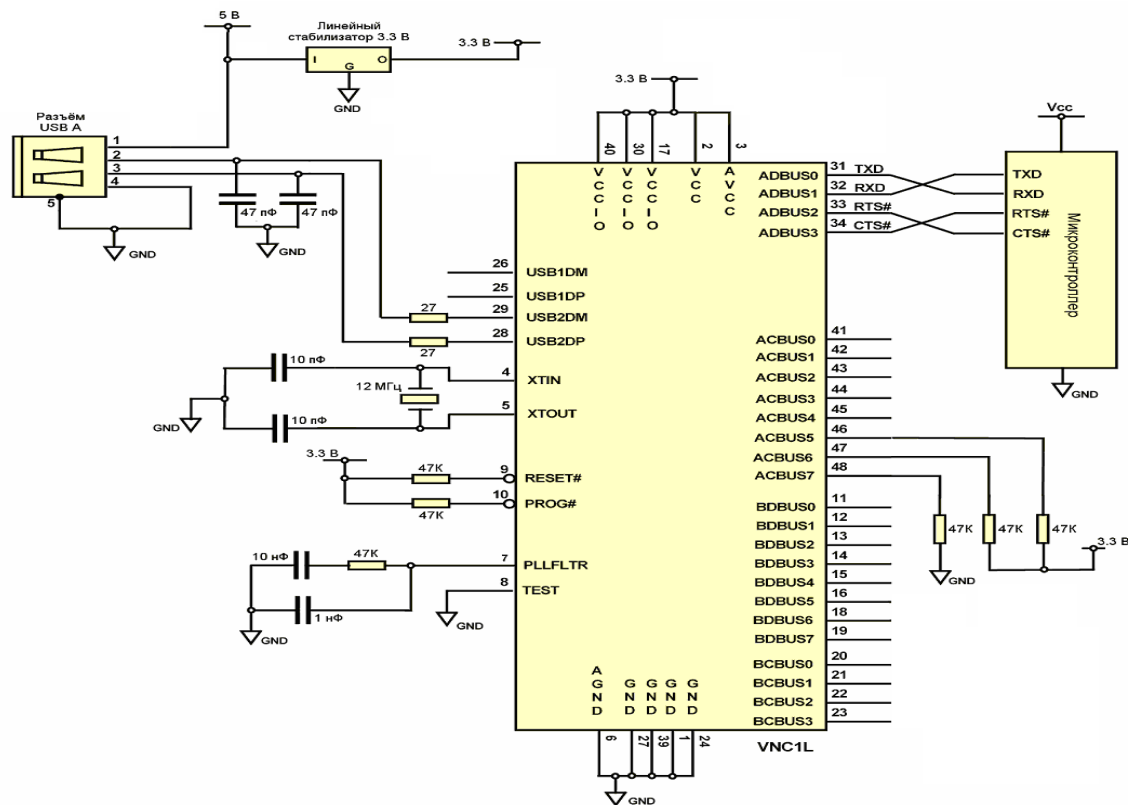 5 В
Линейный
стабилизатор 3.3 В
I
G
O
3.3 В
GND
Разъём
USB A
1
2
3
4
5
47 пФ
47 пФ
GND
GND
3.3 В
40
30
17
2
3
VCCIO
VCCIO
VCCIO
VCC
AVCC
26
USB1DM
25
USB1DP
27
29
USB2DM
28
USB2DP
27
10 пФ
4
XTIN
12 МГц
5
XTOUT
10 пФ
GND
3.3 В
47К
9
RESET#
10
PROG#
47К
10 нФ
47К
7
PLLFLTR
8
TEST
1 нФ
GND
GND
AGND
GND
GND
GND
GND
6
27
39
1
24
GND
VNC1L
ADBUS0
31
TXD
ADBUS1
32
RXD
ADBUS2
33
RTS#
ADBUS3
34
CTS#
Vcc
TXD
RXD
RTS#
CTS#
Микроконтроллер
GND
ACBUS0
41
ACBUS1
42
ACBUS2
43
ACBUS3
44
ACBUS4
45
ACBUS5
46
ACBUS6
47
ACBUS7
48
47К
47К
47К
3.3 В
GND
BDBUS0
11
BDBUS1
12
BDBUS2
13
BDBUS3
14
BDBUS4
15
BDBUS5
16
BDBUS6
18
BDBUS7
19
BCBUS0
20
BCBUS1
21
BCBUS2
22
BCBUS3
23